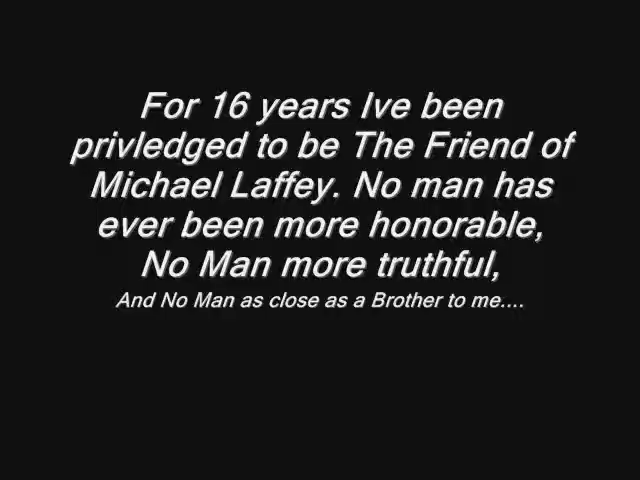 For 16 years Ive been
privledged to be The Friend of
Michael Laffey. No man has
ever been more honorable,
No Man more truthful,
And No Man as close as a Brother to me....